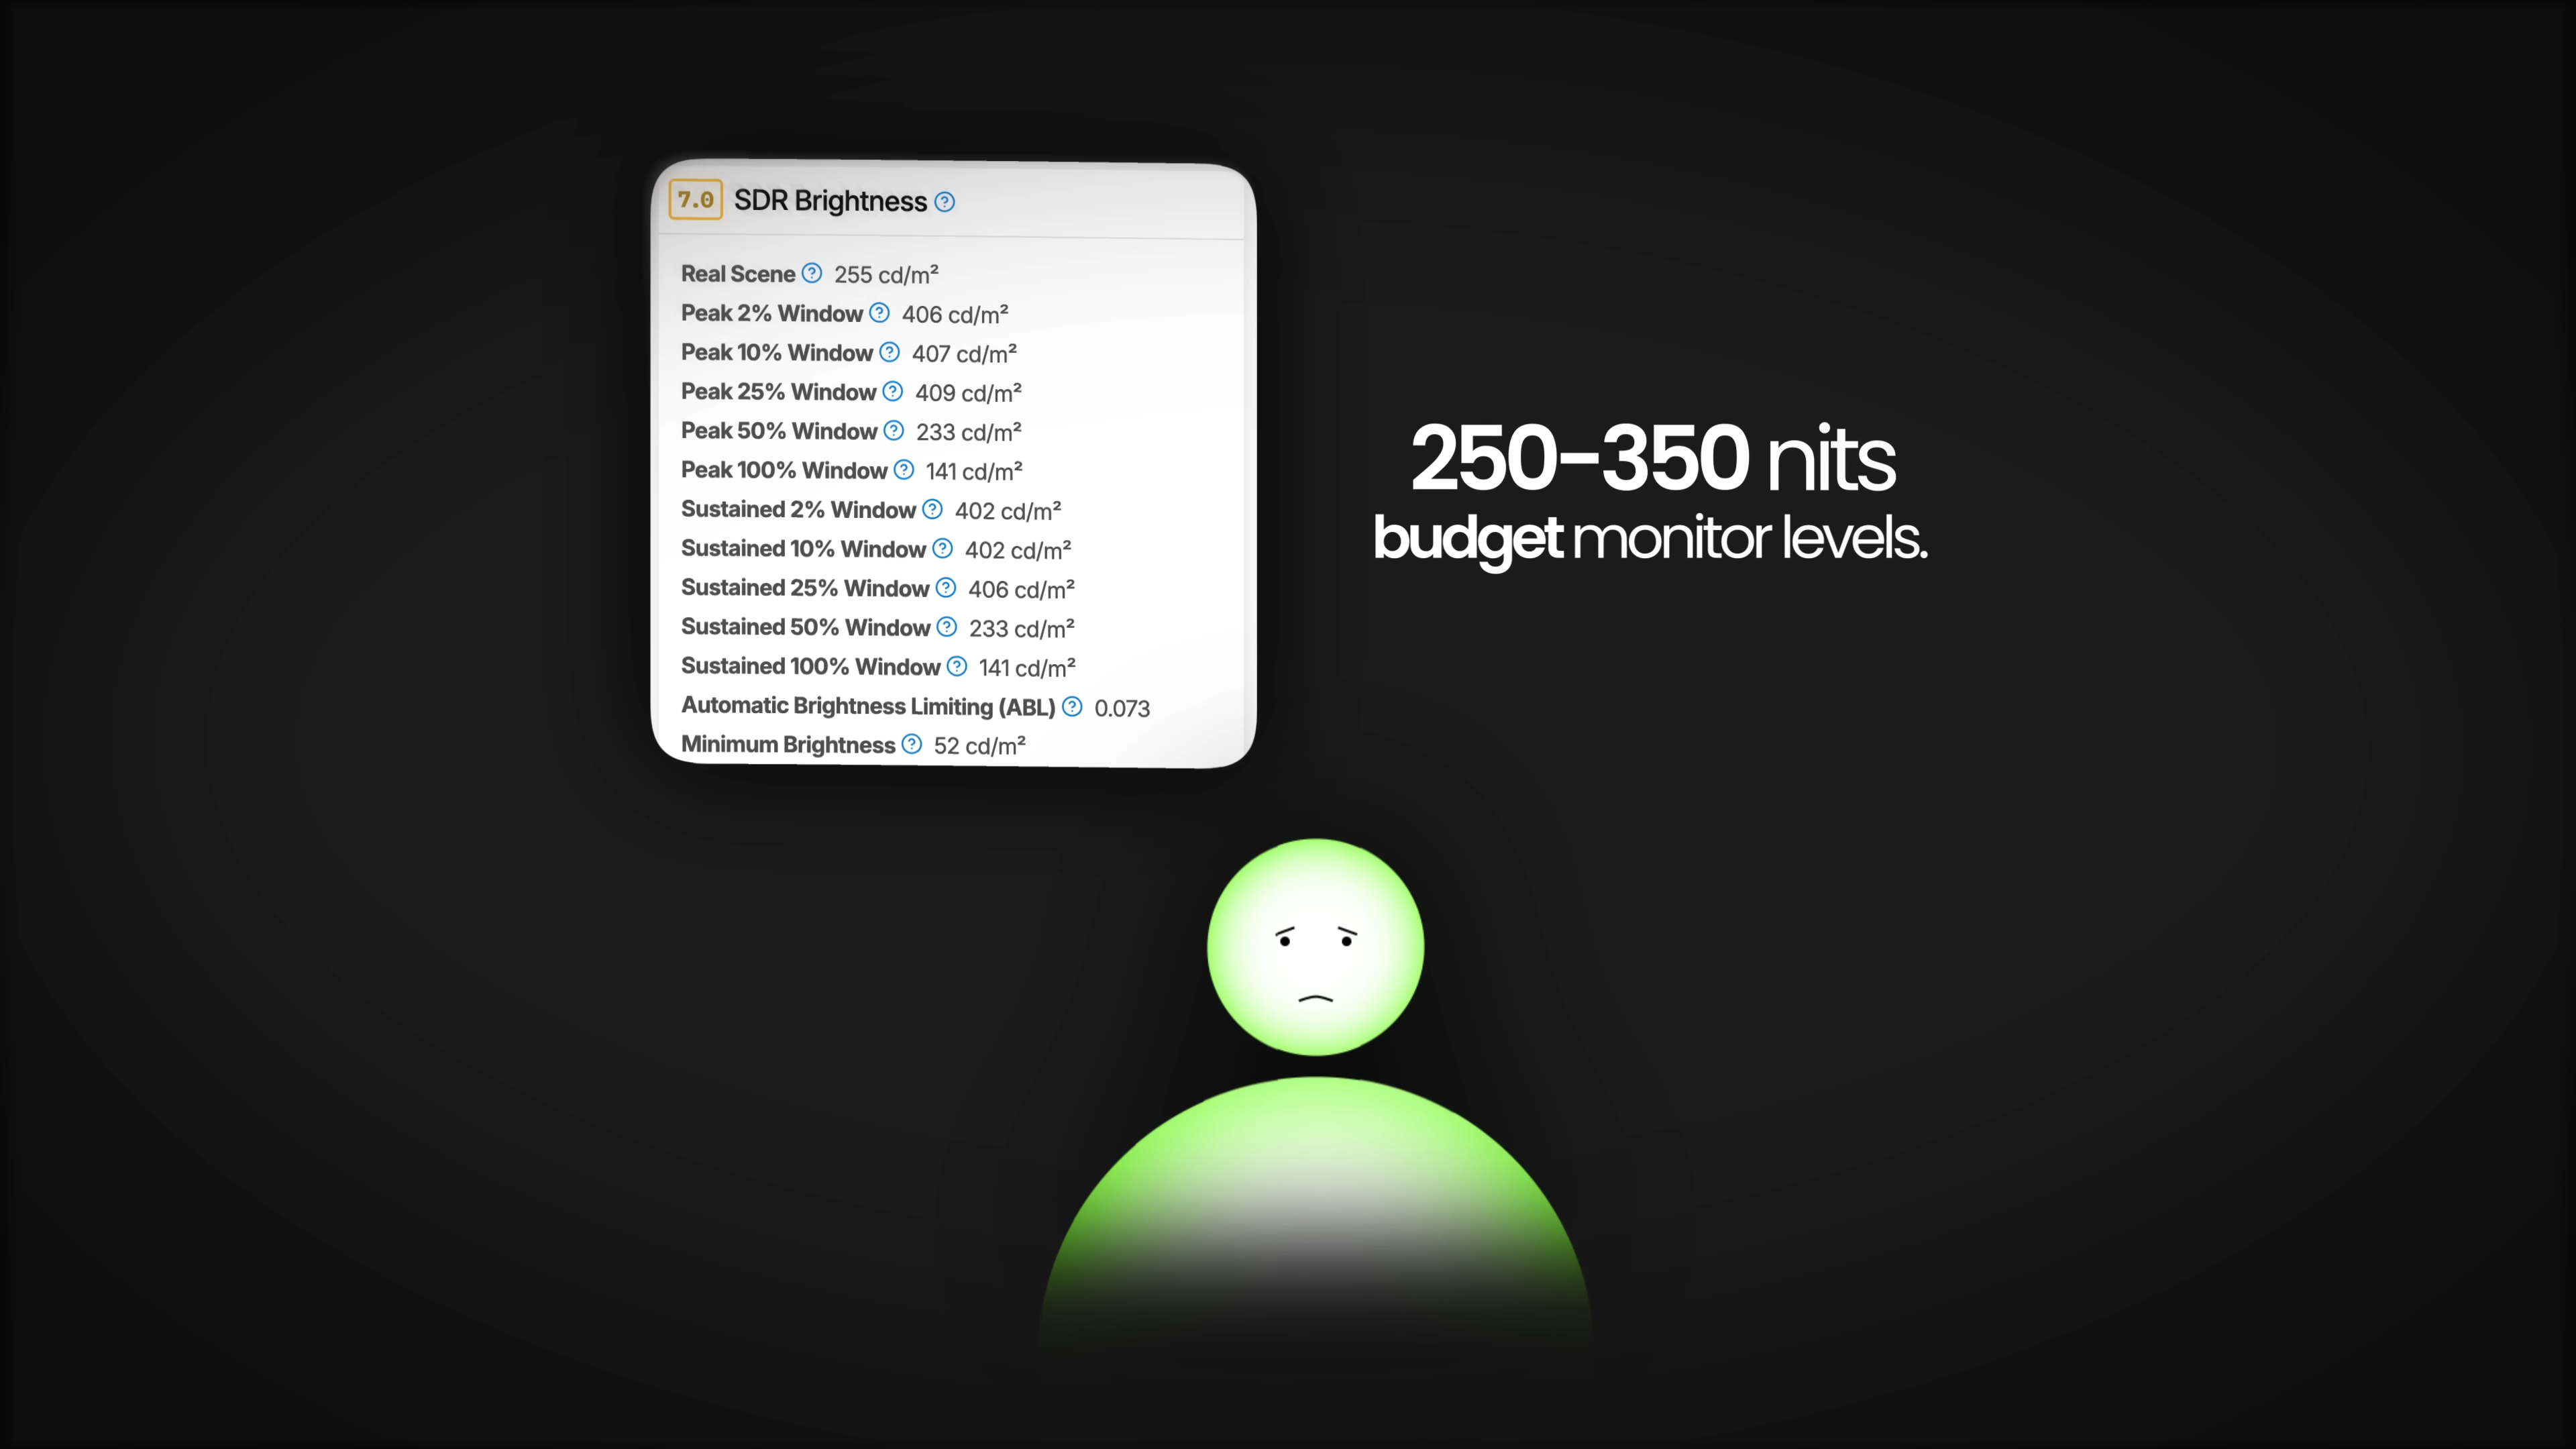 7.0 SDR Brightness ?
Real Scene ? 255 cd/m²
Peak 2% Window ? 406 cd/m²
Peak 10% Window ? 407 cd/m²
Peak 25% Window ? 409 cd/m²
Peak 50% Window ? 233 cd/m²
Peak 100% Window ? 141 cd/m²
Sustained 2% Window ? 402 cd/m²
Sustained 10% Window ? 402 cd/m²
Sustained 25% Window ? 406 cd/m²
Sustained 50% Window ? 233 cd/m²
Sustained 100% Window ? 141 cd/m²
Automatic Brightness Limiting (ABL) ? 0.073
Minimum Brightness ? 52 cd/m²
250-350 nits
budget monitor levels.